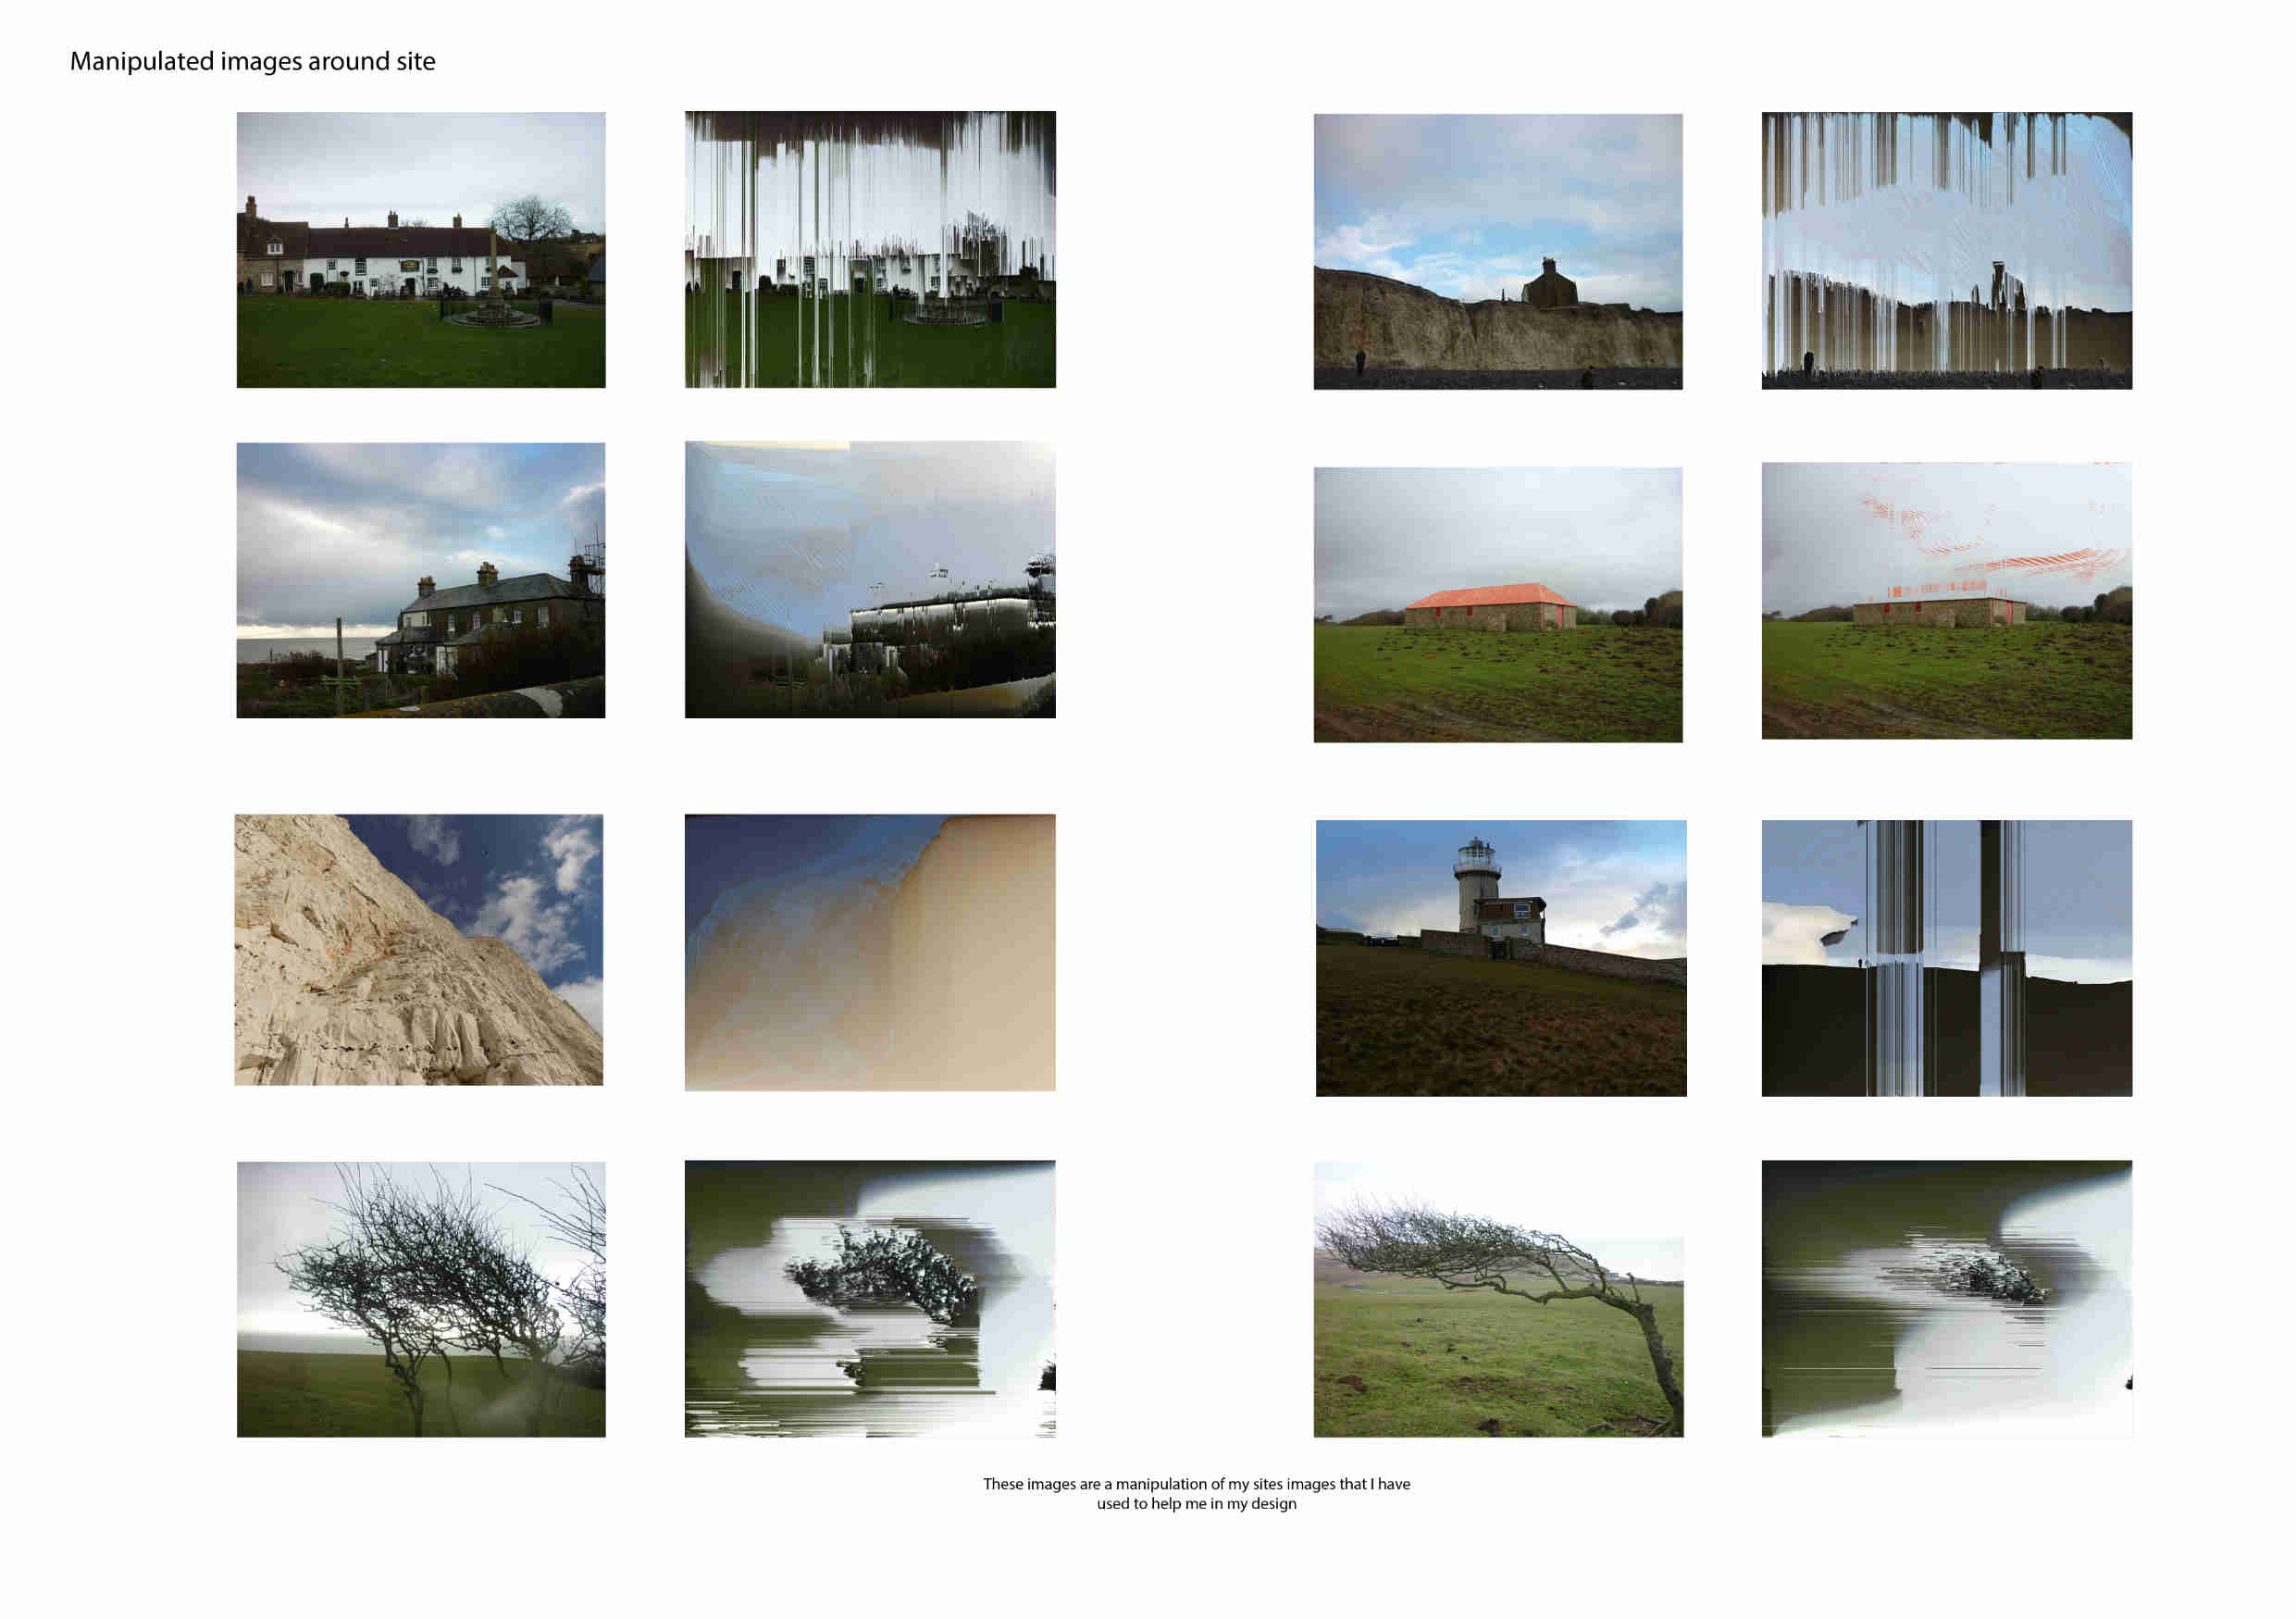 Manipulated images around site
These images are a manipulation of my sites images that I have
used to help me in my design